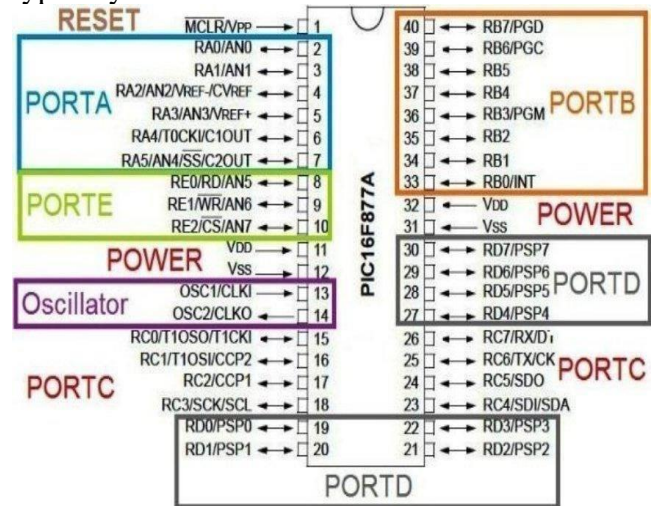 RESET
MCLR/VPP 1
RA0/AN0 2
RA1/AN1 3
RA2/AN2/VREF-/CVREF 4
PORTA
RA3/AN3/VREF+ 5
RA4/T0CKI/C1OUT 6
RA5/AN4/SS/C2OUT 7
RE0/RD/AN5 8
PORTE
RE1/WR/AN6 9
RE2/CS/AN7 10
VDD 11
POWER
VSS 12
OSC1/CLKI 13
Oscillator
OSC2/CLKO 14
RC0/T1OSO/T1CKI 15
RC1/T1OSI/CCP2 16
PORTC
RC2/CCP1 17
RC3/SCK/SCL 18
RD0/PSP0 19
RD1/PSP1 20
PIC16F877A
40 RB7/PGD
39 RB6/PGC
38 RB5
37 RB4
PORTB
36 RB3/PGM
35 RB2
34 RB1
33 RB0/INT
32 VDD
POWER
31 VSS
30 RD7/PSP7
29 RD6/PSP6
PORTD
28 RD5/PSP5
27 RD4/PSP4
26 RC7/RX/DT
25 RC6/TX/CK
PORTC
24 RC5/SDO
23 RC4/SDI/SDA
22 RD3/PSP3
21 RD2/PSP2
PORTD